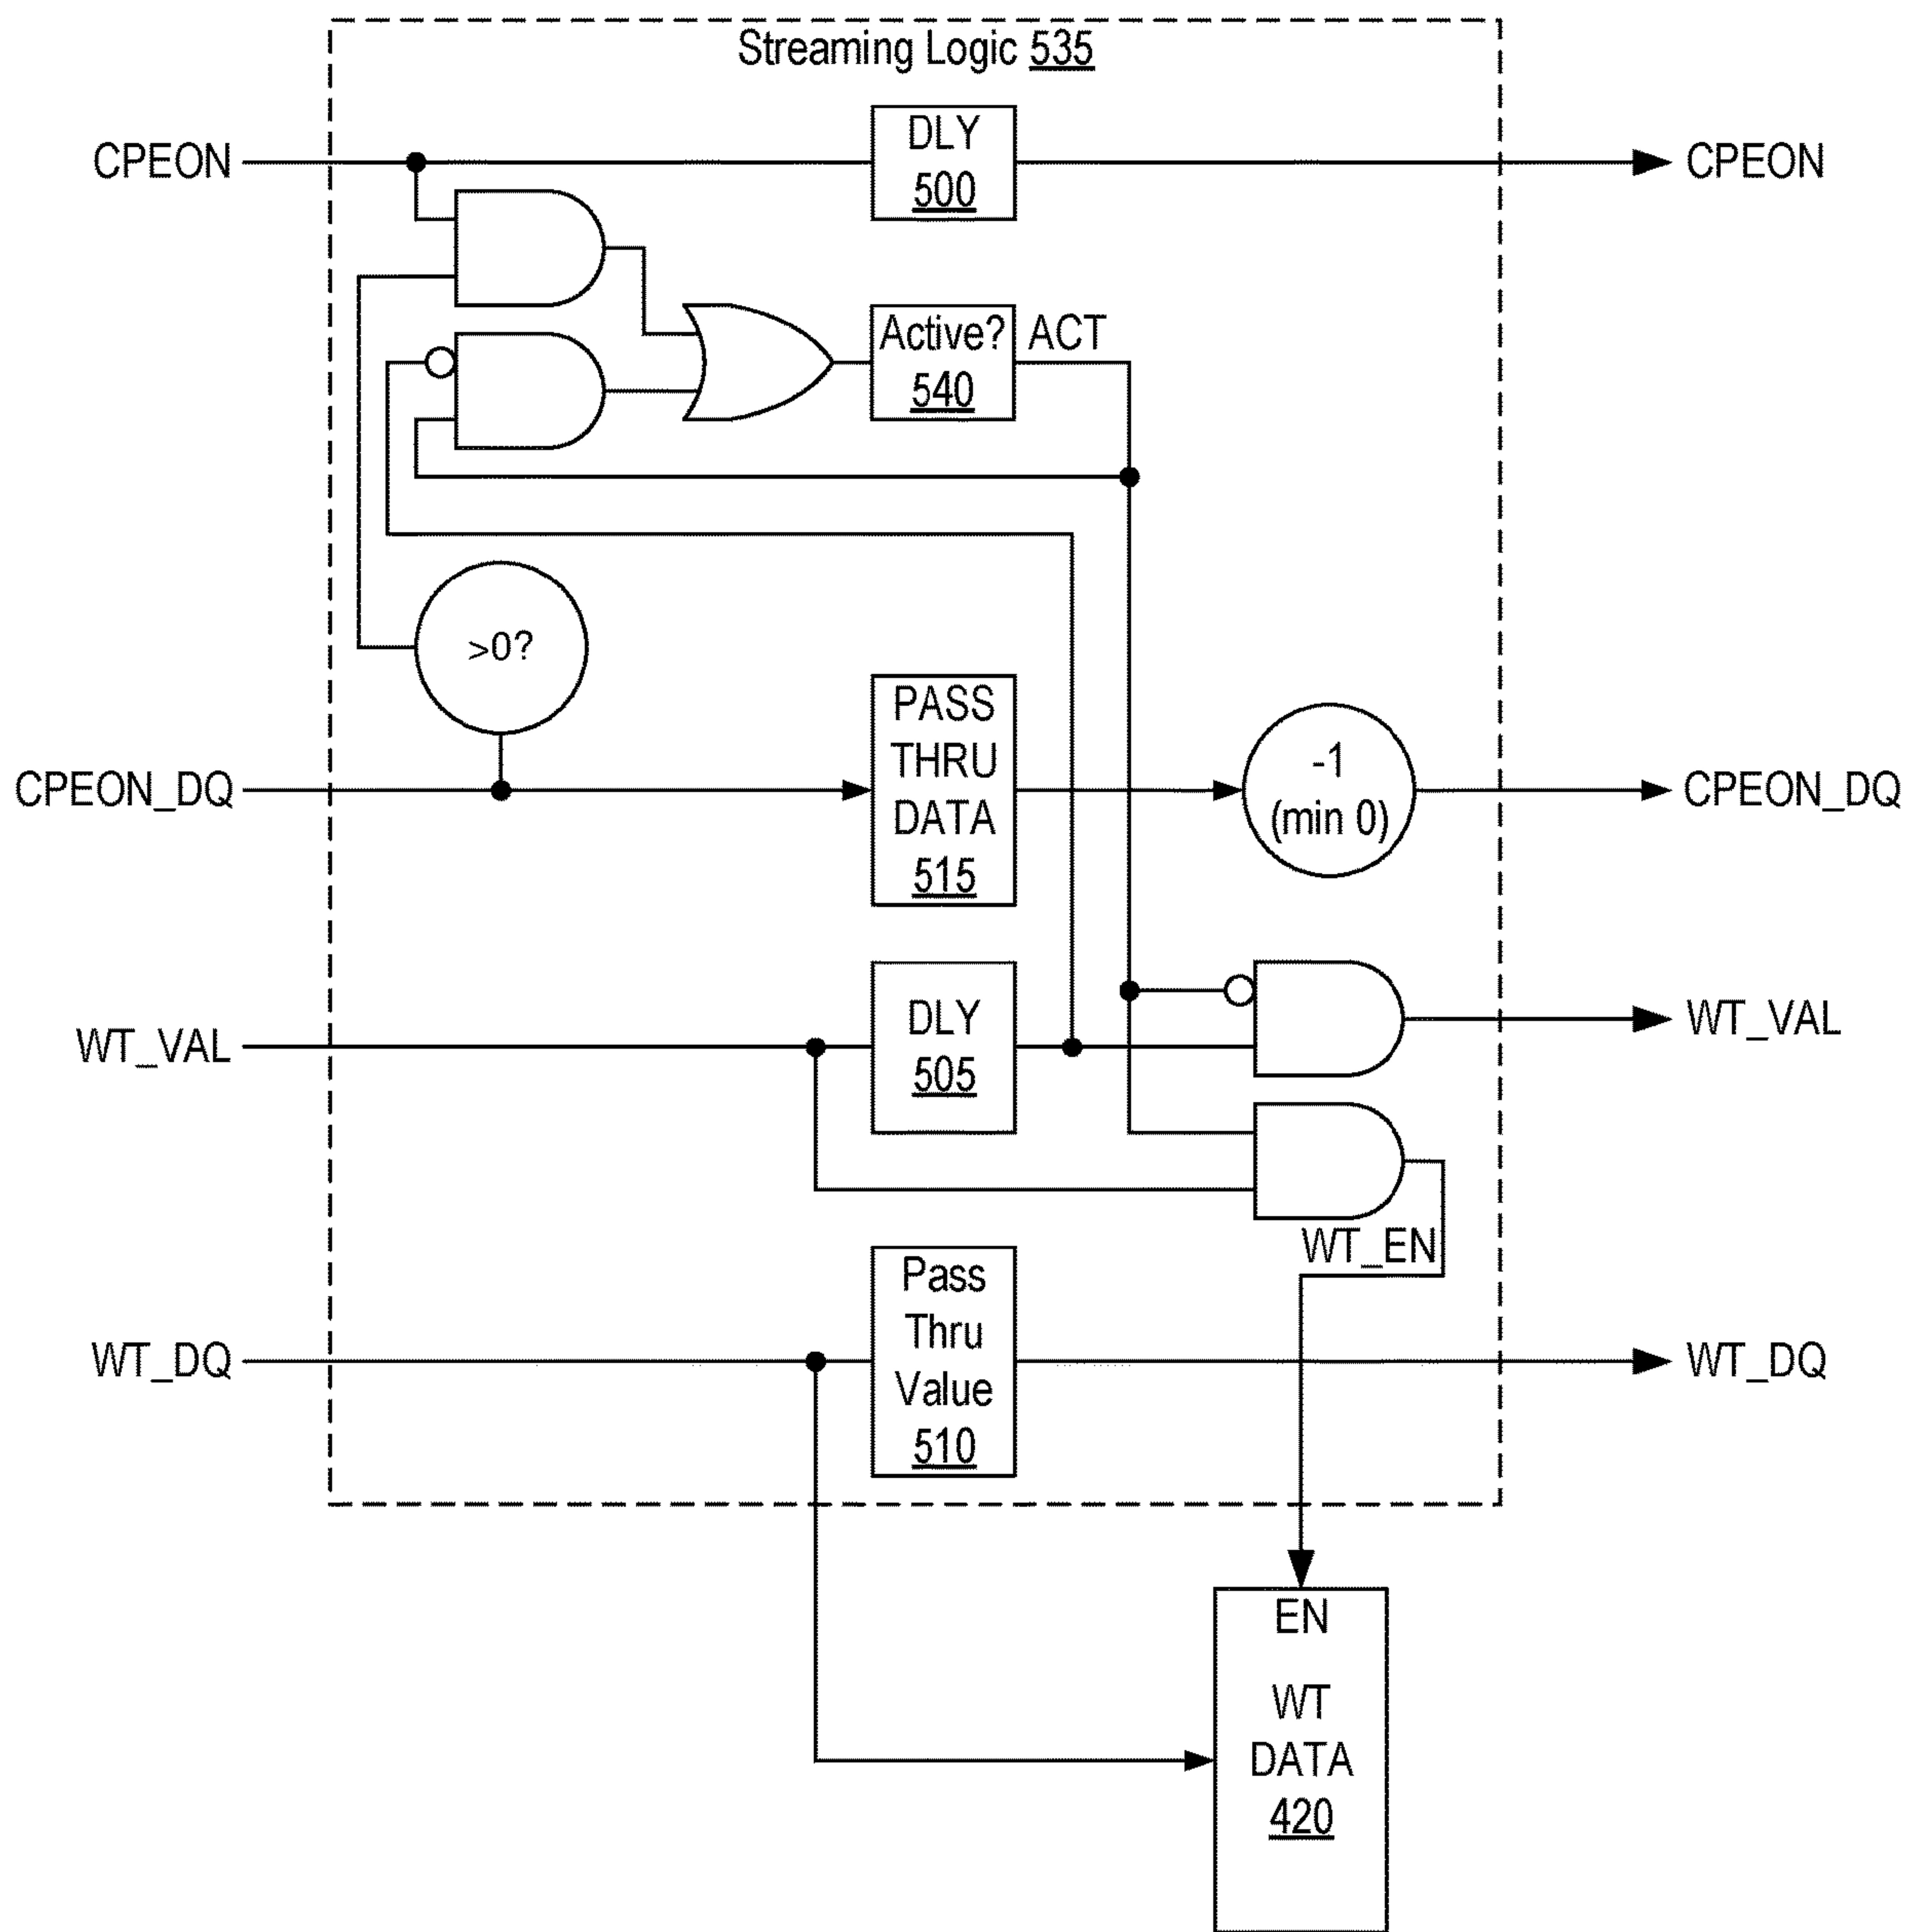 Streaming Logic 535
CPEON
DLY
500
CPEON
Active?
540
ACT
>0?
CPEON_DQ
PASS
THRU
DATA
515
-1
(min 0)
CPEON_DQ
WT_VAL
DLY
505
WT_VAL
WT_EN
WT_DQ
Pass
Thru
Value
510
WT_DQ
EN
WT
DATA
420